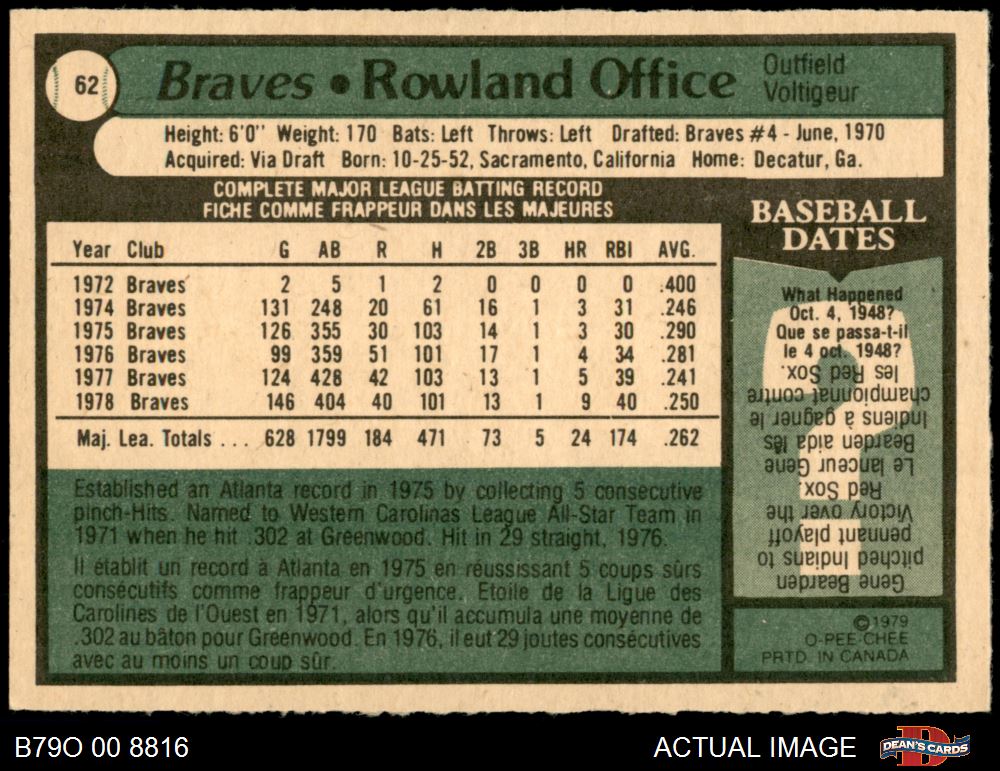 62
Braves • Rowland Office
Outfield
Voltigeur
Height: 6'0" Weight: 170 Bats: Left Throws: Left Drafted: Braves #4 - June, 1970
Acquired: Via Draft Born: 10-25-52, Sacramento, California Home: Decatur, Ga.
COMPLETE MAJOR LEAGUE BATTING RECORD
FICHE COMME FRAPPEUR DANS LES MAJEURES
Year Club G AB R H 2B 3B HR RBI AVG.
1972 Braves 2 5 1 2 0 0 0 0 .400
1974 Braves 131 248 20 61 16 1 3 31 .246
1975 Braves 126 355 30 103 14 1 3 30 .290
1976 Braves 99 359 51 101 17 1 4 34 .281
1977 Braves 124 428 42 103 13 1 5 39 .241
1978 Braves 146 404 40 101 13 1 9 40 .250
Maj. Lea. Totals ... 628 1799 184 471 73 5 24 174 .262
Established an Atlanta record in 1975 by collecting 5 consecutive
pinch-Hits. Named to Western Carolinas League All-Star Team in
1971 when he hit .302 at Greenwood. Hit in 29 straight, 1976.
Il établit un record à Atlanta en 1975 en réussissant 5 coups sûrs
consécutifs comme frappeur d'urgence. Etoile de la Ligue des
Carolines de l'Ouest en 1971, alors qu'il accumula une moyenne de
.302 au bâton pour Greenwood. En 1976, il eut 29 joutes consécutives
avec au moins un coup sûr.
BASEBALL
DATES
What Happened
Oct. 4, 1948?
Que se passa-t-il
le 4 oct. 1948?
Gene Bearden
pitched Indians to
pennant playoff
Victory over the
Red Sox.
Le lanceur Gene
Bearden aida les
Indiens à gagner le
championnat contre
les Red Sox.
©1979
O-PEE-CHEE
PRTD. IN CANADA
B79O 00 8816
ACTUAL IMAGE
DEAN'S CARDS